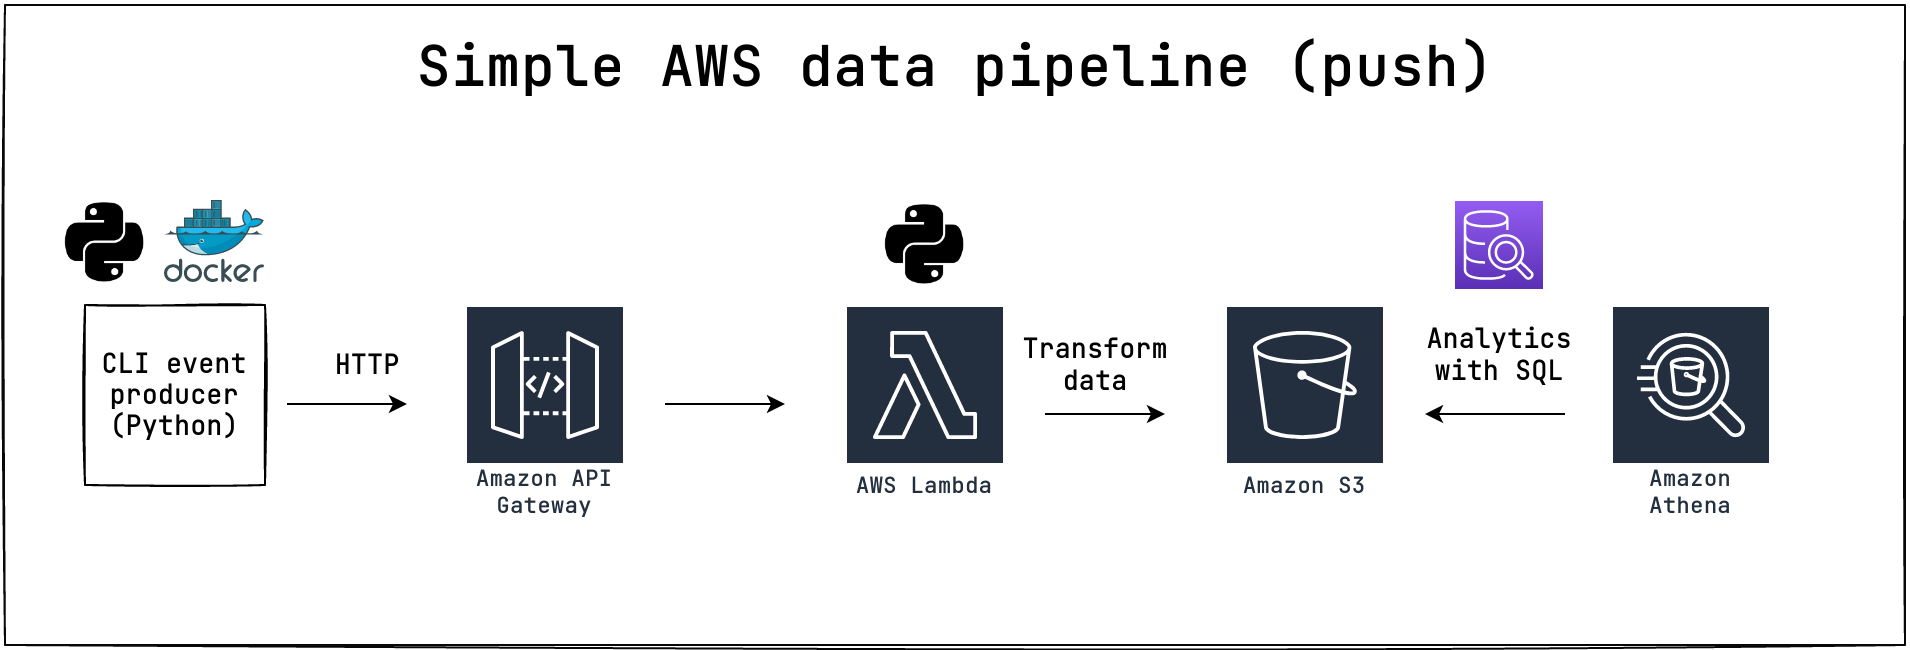 Simple AWS data pipeline (push)
docker
CLI event
producer
(Python)
HTTP
Amazon API
Gateway
AWS Lambda
Transform
data
Amazon S3
Analytics
with SQL
Amazon
Athena